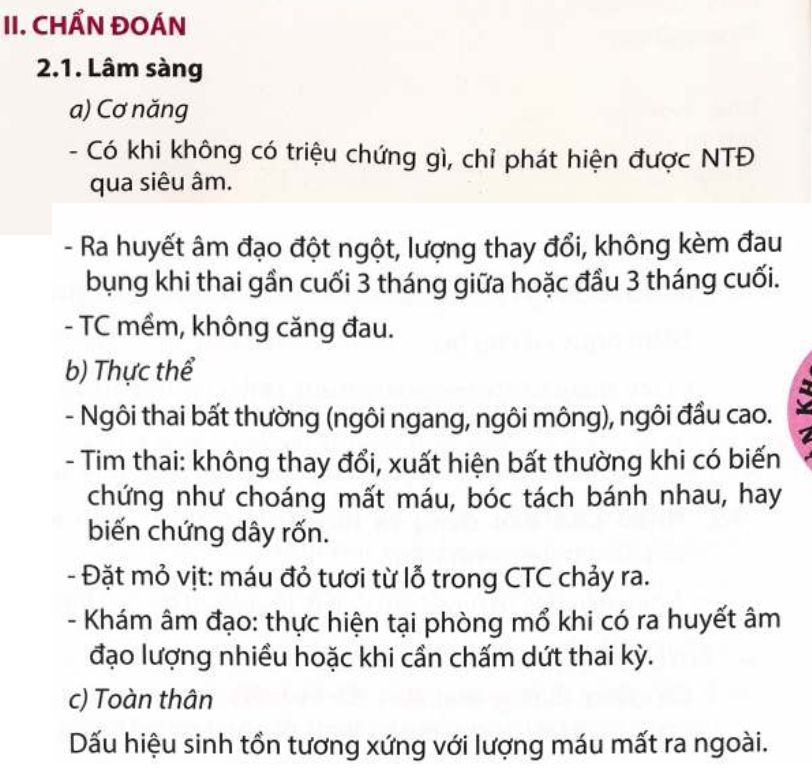 II. CHẨN ĐOÁN
2.1. Lâm sàng
a) Cơ năng
- Có khi không có triệu chứng gì, chỉ phát hiện được NTĐ
qua siêu âm.
- Ra huyết âm đạo đột ngột, lượng thay đổi, không kèm đau
bụng khi thai gần cuối 3 tháng giữa hoặc đầu 3 tháng cuối.
- TC mềm, không căng đau.
b) Thực thể
- Ngôi thai bất thường (ngôi ngang, ngôi mông), ngôi đầu cao.
- Tim thai: không thay đổi, xuất hiện bất thường khi có biến
chứng như choáng mất máu, bóc tách bánh nhau, hay
biến chứng dây rốn.
- Đặt mỏ vịt: máu đỏ tươi từ lỗ trong CTC chảy ra.
- Khám âm đạo: thực hiện tại phòng mổ khi có ra huyết âm
đạo lượng nhiều hoặc khi cần chấm dứt thai kỳ.
c) Toàn thân
Dấu hiệu sinh tồn tương xứng với lượng máu mất ra ngoài.